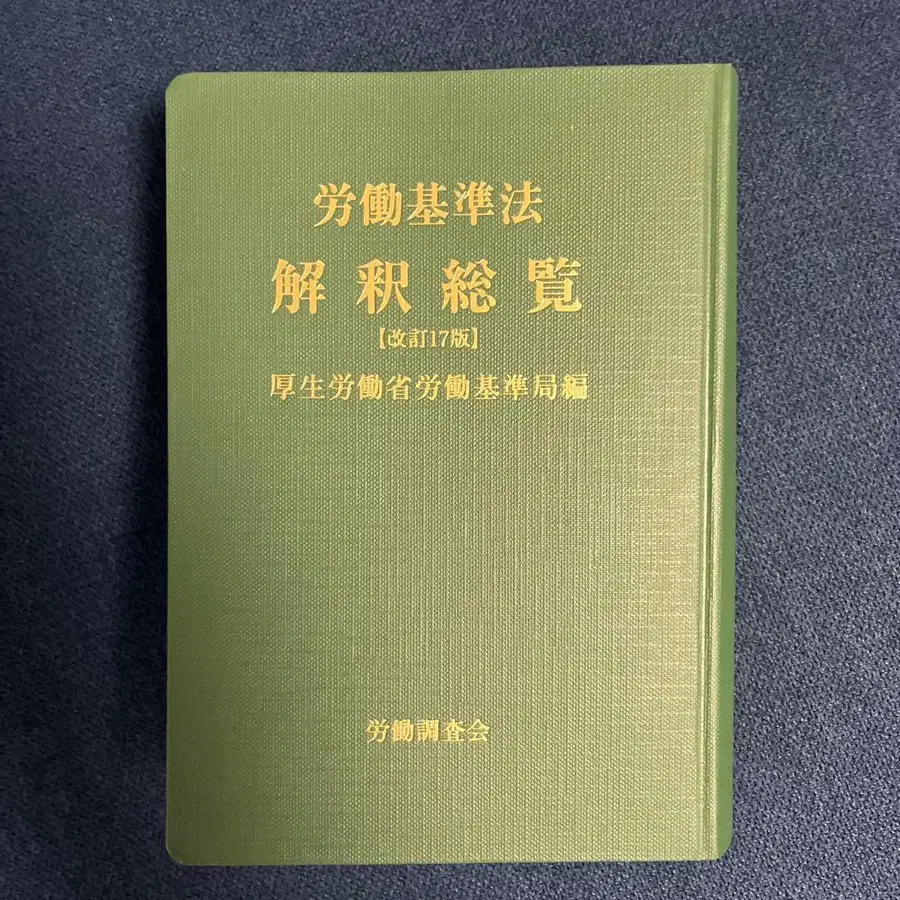 労働基準法
解釈総覧
【改訂17版】
厚生労働省労働基準局編
労働調査会